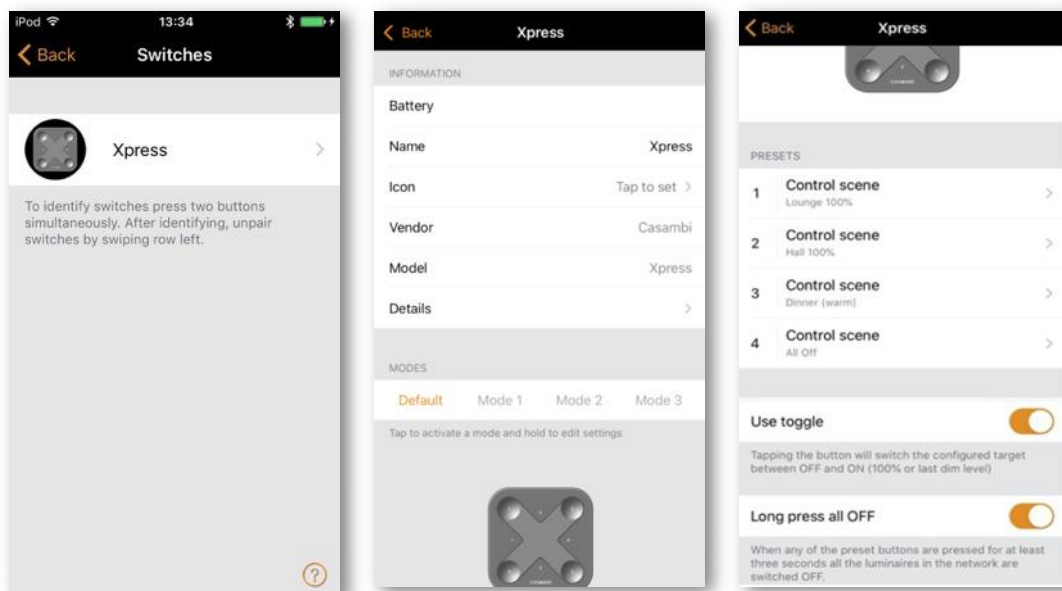 iPod 13:34
Back Switches
Xpress
To identify switches press two buttons
simultaneously. After identifying, unpair
switches by swiping row left.
?
Back Xpress
INFORMATION
Battery
Name Xpress
Icon Tap to set
Vendor Casambi
Model Xpress
Details
MODES
Default Mode 1 Mode 2 Mode 3
Tap to activate a mode and hold to edit settings
CASAMBI
Back Xpress
CASAMBI
PRESETS
1 Control scene
Lounge 100%
2 Control scene
Hall 100%
3 Control scene
Dinner (warm)
4 Control scene
All Off
Use toggle
Tapping the button will switch the configured target
between OFF and ON (100% or last dim level)
Long press all OFF
When any of the preset buttons are pressed for at least
three seconds all the luminaires in the network are
switched OFF.